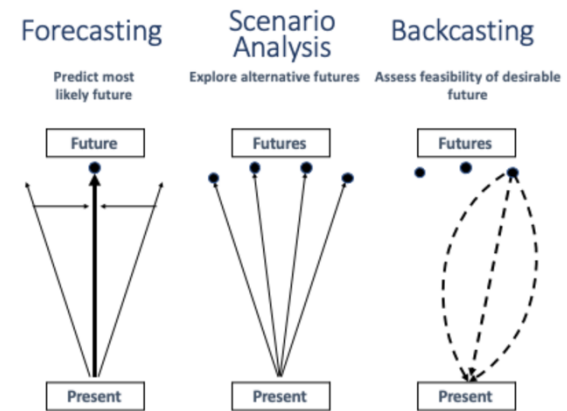 Forecasting
Predict most
likely future
Future
Present
Scenario
Analysis
Explore alternative futures
Futures
Present
Backcasting
Assess feasibility of desirable
future
Futures
Present